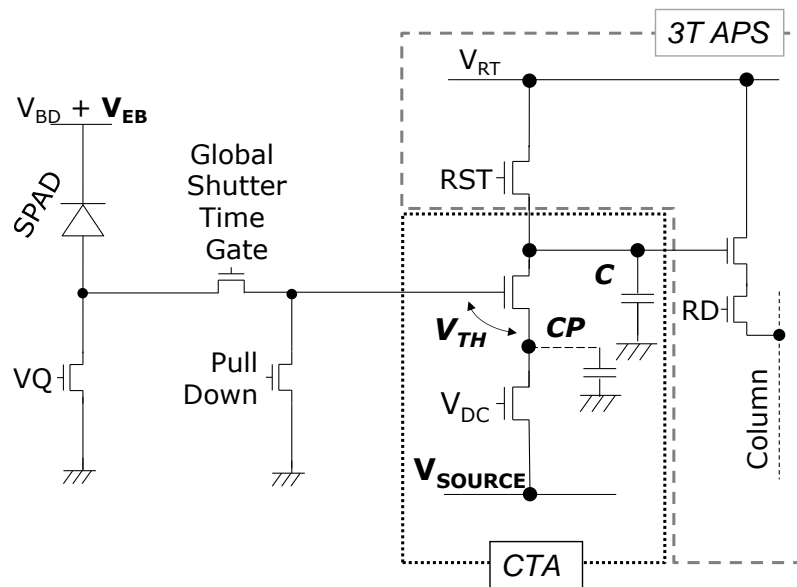 3T APS
V_RT
V_BD + V_EB
Global
Shutter
Time
Gate
SPAD
RST
C
V_TH
CP
RD
VQ
Pull
Down
V_DC
Column
V_SOURCE
CTA